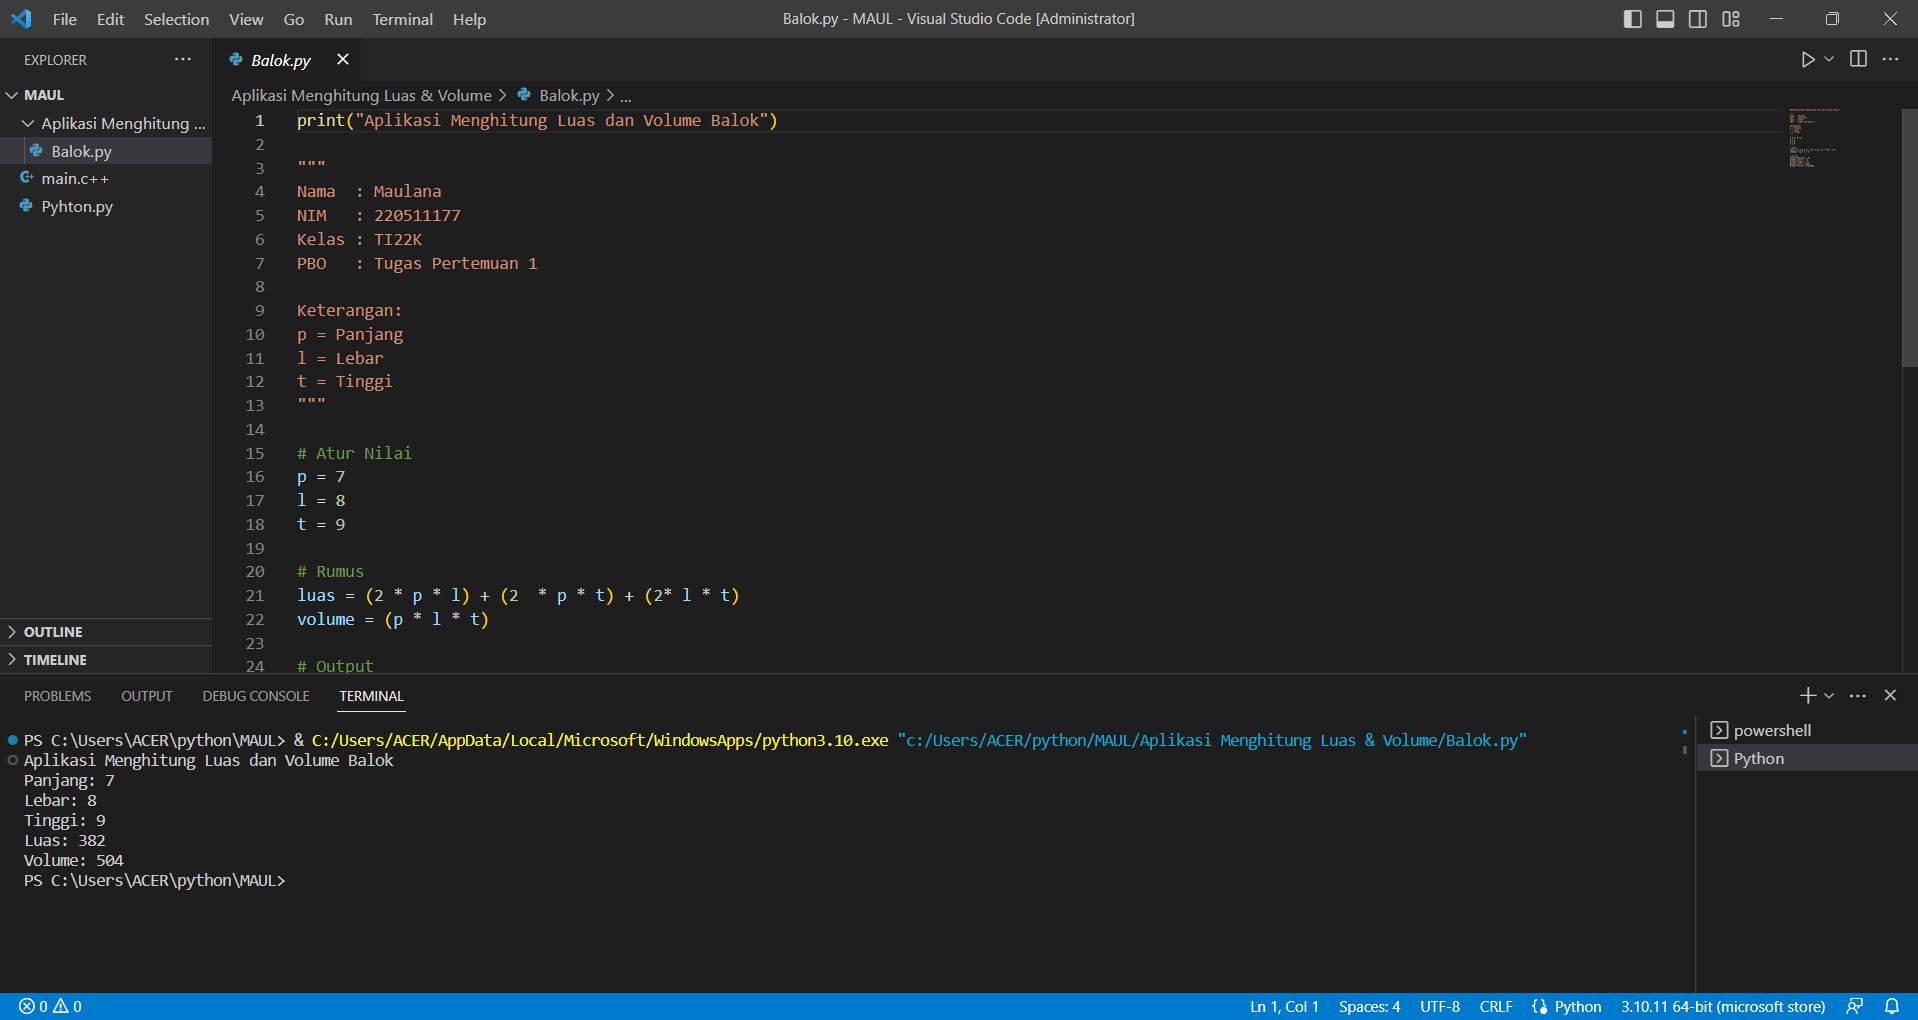 File Edit Selection View Go Run Terminal Help
Balok.py - MAUL - Visual Studio Code [Administrator]
EXPLORER ···
MAUL
Aplikasi Menghitung ...
Balok.py
main.c++
Pyhton.py
OUTLINE
TIMELINE
Balok.py
Aplikasi Menghitung Luas & Volume > Balok.py > ...
1 print("Aplikasi Menghitung Luas dan Volume Balok")
2
3 """
4 Nama  : Maulana
5 NIM   : 220511177
6 Kelas : TI22K
7 PBO   : Tugas Pertemuan 1
8
9 Keterangan:
10 p = Panjang
11 l = Lebar
12 t = Tinggi
13 """
14
15 # Atur Nilai
16 p = 7
17 l = 8
18 t = 9
19
20 # Rumus
21 luas = (2 * p * l) + (2  * p * t) + (2* l * t)
22 volume = (p * l * t)
23
24 # Output
PROBLEMS OUTPUT DEBUG CONSOLE TERMINAL
PS C:\Users\ACER\python\MAUL> & C:/Users/ACER/AppData/Local/Microsoft/WindowsApps/python3.10.exe "c:/Users/ACER/python/MAUL/Aplikasi Menghitung Luas & Volume/Balok.py"
Aplikasi Menghitung Luas dan Volume Balok
Panjang: 7
Lebar: 8
Tinggi: 9
Luas: 382
Volume: 504
PS C:\Users\ACER\python\MAUL>
powershell
Python
0 0
Ln 1, Col 1 Spaces: 4 UTF-8 CRLF Python 3.10.11 64-bit (microsoft store)